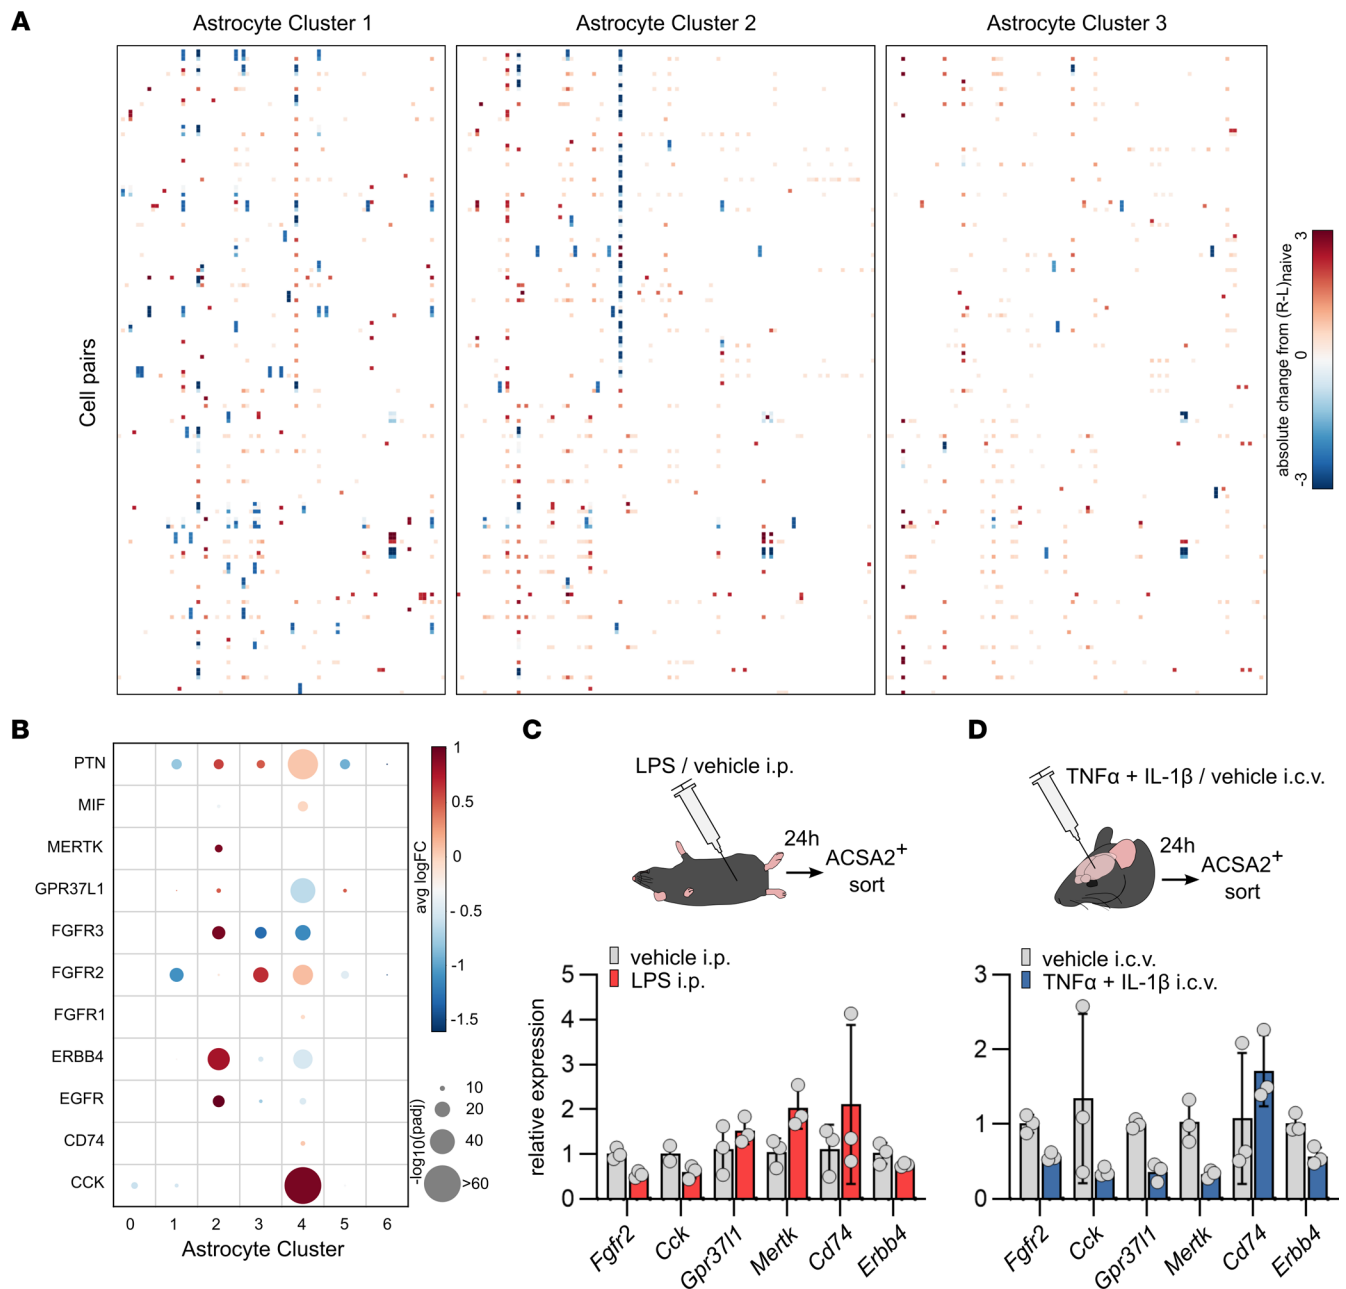 A
Astrocyte Cluster 1
Astrocyte Cluster 2
Astrocyte Cluster 3
Cell pairs
absolute change from (R-L)naive
3
0
-3
B
PTN
MIF
MERTK
GPR37L1
FGFR3
FGFR2
FGFR1
ERBB4
EGFR
CD74
CCK
0 1 2 3 4 5 6
Astrocyte Cluster
avg logFC
1
0.5
0
- 0.5
-1
-1.5
-log10(padj)
10
20
40
>60
C
LPS / vehicle i.p.
24h
ACSA2+
sort
vehicle i.p.
LPS i.p.
relative expression
5
4
3
2
1
0
Fgfr2 Cck Gpr37l1 Mertk Cd74 Erbb4
D
TNFα + IL-1β / vehicle i.c.v.
24h
ACSA2+
sort
vehicle i.c.v.
TNFα + IL-1β i.c.v.
3
2
1
0
Fgfr2 Cck Gpr37l1 Mertk Cd74 Erbb4